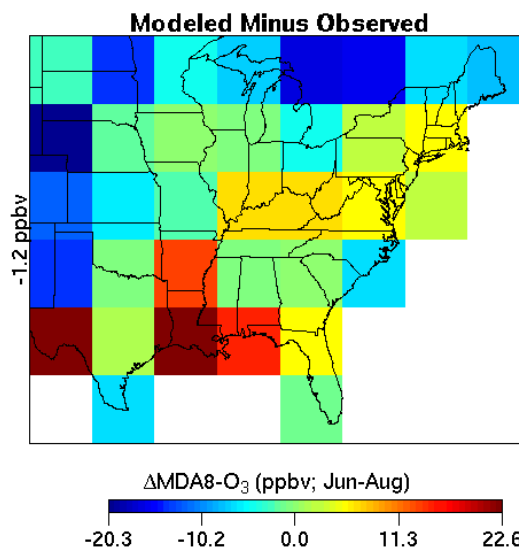 Modeled Minus Observed
-1.2 ppbv
ΔMDA8-O₃ (ppbv; Jun-Aug)
-20.3 -10.2 0.0 11.3 22.6